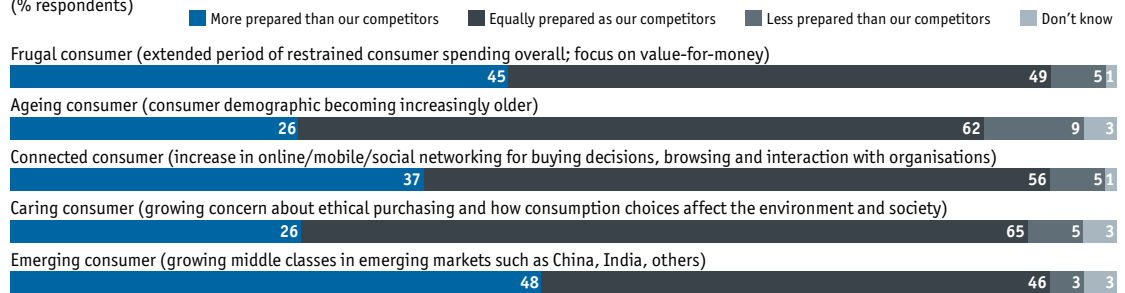 (% respondents)
More prepared than our competitors Equally prepared as our competitors Less prepared than our competitors Don't know
Frugal consumer (extended period of restrained consumer spending overall; focus on value-for-money)
45 49 5 1
Ageing consumer (consumer demographic becoming increasingly older)
26 62 9 3
Connected consumer (increase in online/mobile/social networking for buying decisions, browsing and interaction with organisations)
37 56 5 1
Caring consumer (growing concern about ethical purchasing and how consumption choices affect the environment and society)
26 65 5 3
Emerging consumer (growing middle classes in emerging markets such as China, India, others)
48 46 3 3